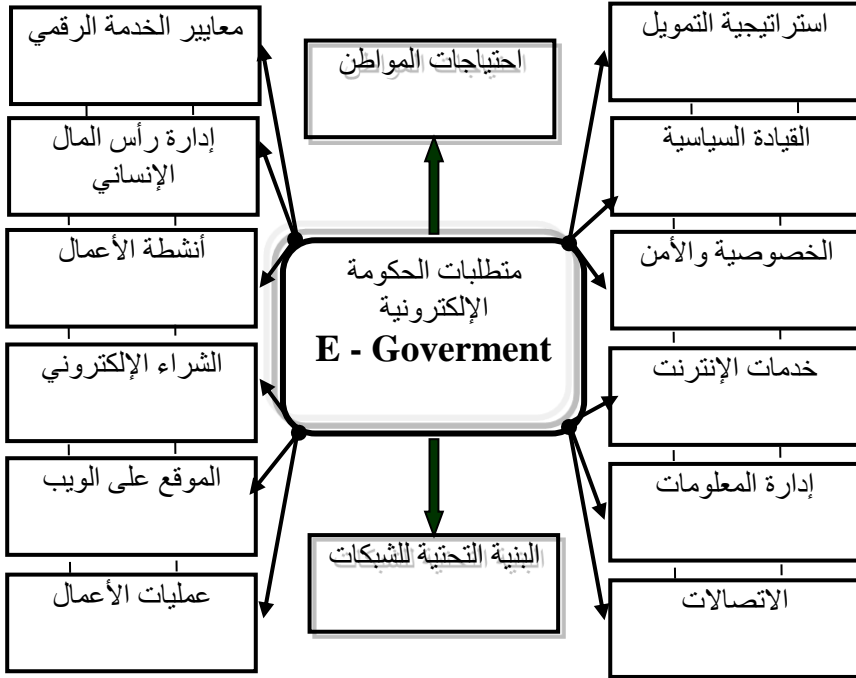 استراتيجية التمويل
القيادة السياسية
الخصوصية والأمن
خدمات الإنترنت
إدارة المعلومات
الاتصالات
احتياجات المواطن
متطلبات الحكومة
الإلكترونية
E - Goverment
البنية التحتية للشبكات
معايير الخدمة الرقمي
إدارة رأس المال
الإنساني
أنشطة الأعمال
الشراء الإلكتروني
الموقع على الويب
عمليات الأعمال